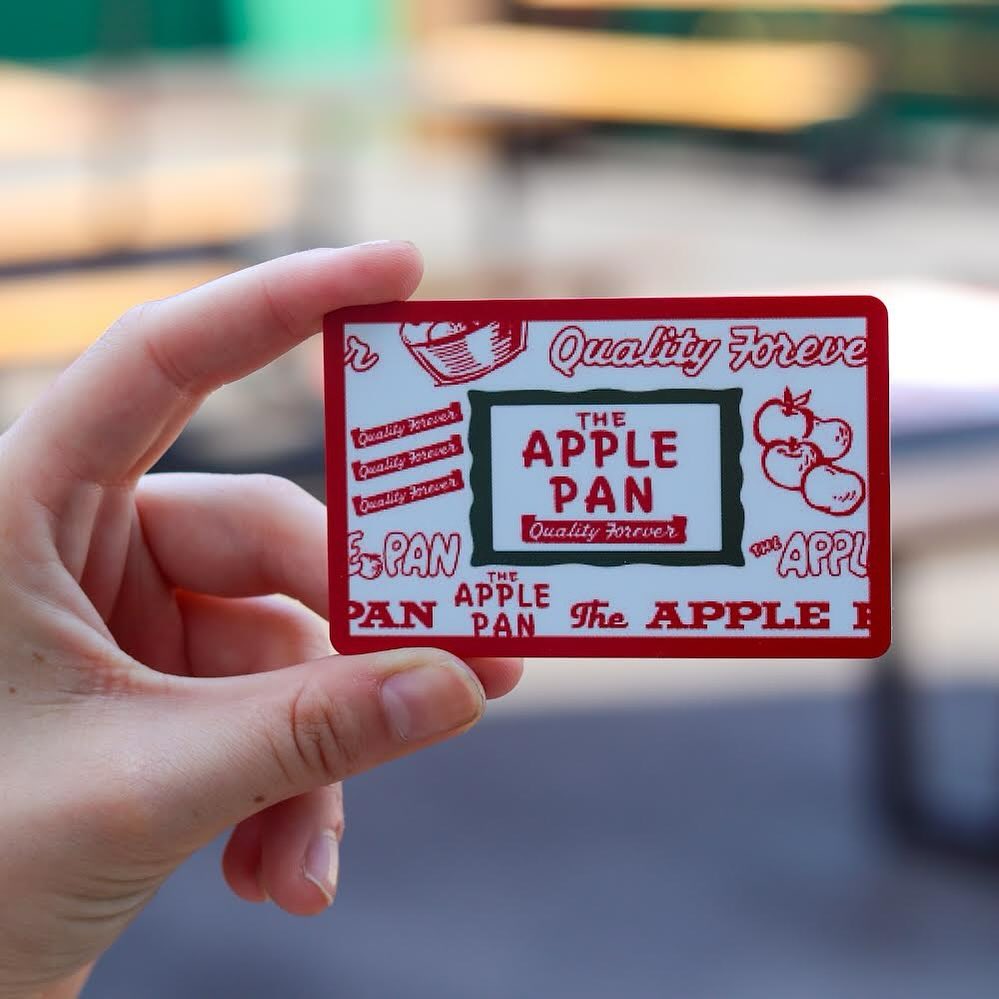 r
Quality Foreve
Quality Forever
Quality Forever
Quality Forever
THE
APPLE
PAN
Quality Forever
E PAN
THE APPL
PAN
THE
APPLE
PAN
The APPLE P